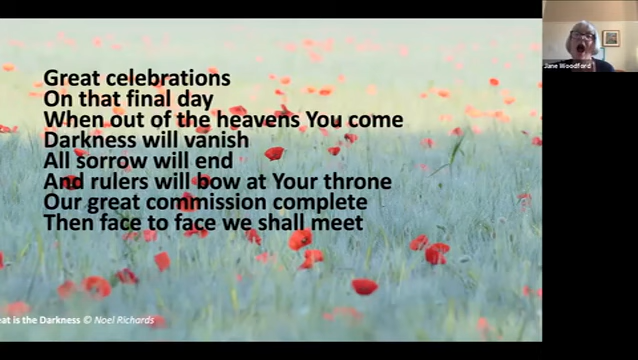 Great celebrations
On that final day
When out of the heavens You come
Darkness will vanish
All sorrow will end
And rulers will bow at Your throne
Our great commission complete
Then face to face we shall meet
eat is the Darkness © Noel Richards
Jane Woodford